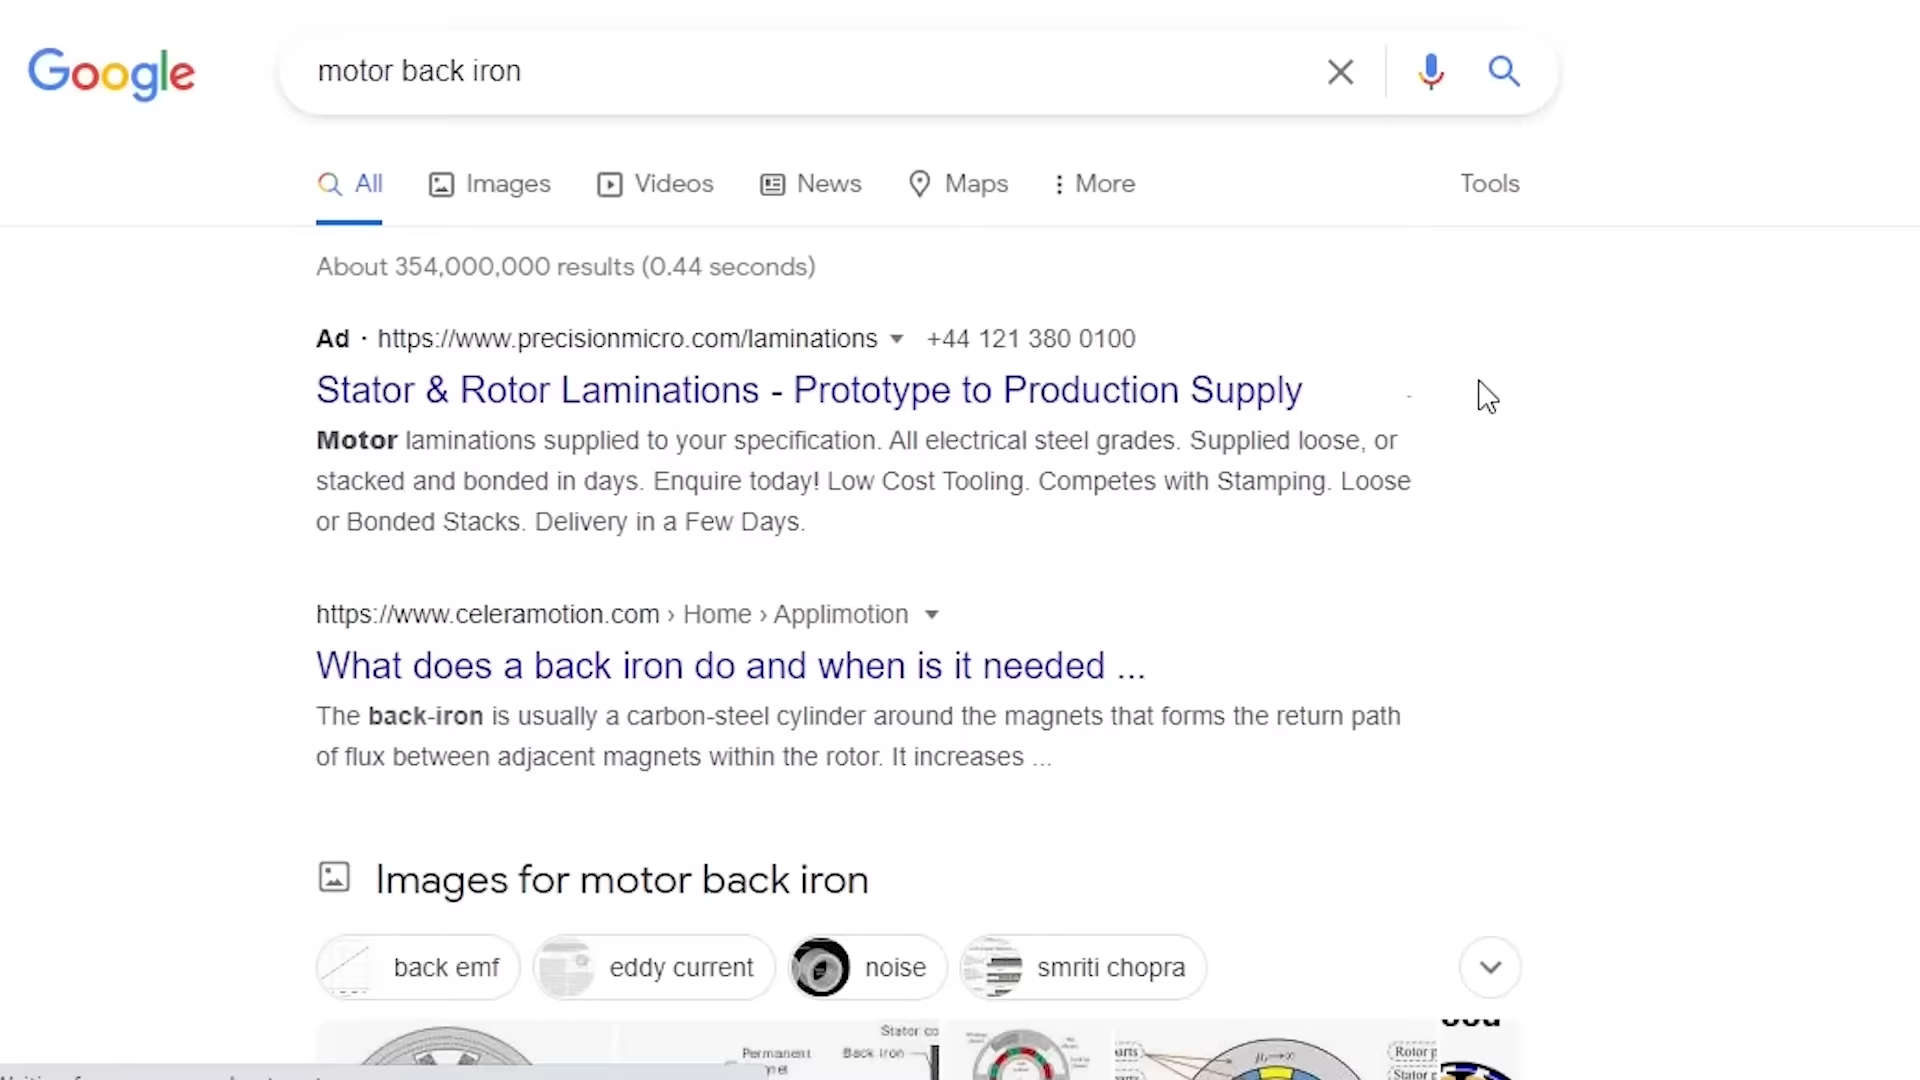 Google
motor back iron
All Images Videos News Maps More Tools
About 354,000,000 results (0.44 seconds)
Ad · https://www.precisionmicro.com/laminations +44 121 380 0100
Stator & Rotor Laminations - Prototype to Production Supply
Motor laminations supplied to your specification. All electrical steel grades. Supplied loose, or
stacked and bonded in days. Enquire today! Low Cost Tooling. Competes with Stamping. Loose
or Bonded Stacks. Delivery in a Few Days.
https://www.celeramotion.com › Home › Applimotion
What does a back iron do and when is it needed ...
The back-iron is usually a carbon-steel cylinder around the magnets that forms the return path
of flux between adjacent magnets within the rotor. It increases ...
Images for motor back iron
back emf eddy current noise smriti chopra
Stator co
Permanent Back Iron
Rotor p
Stator p